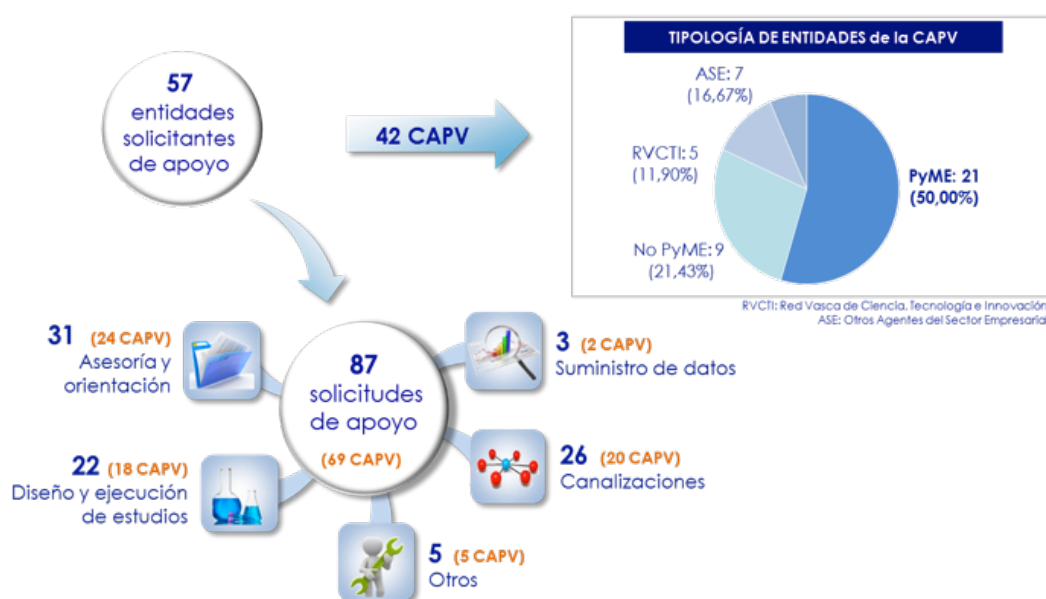 57
entidades
solicitantes
de apoyo
42 CAPV
TIPOLOGÍA DE ENTIDADES de la CAPV
ASE: 7
(16,67%)
RVCTI: 5
(11,90%)
No PyME: 9
(21,43%)
PyME: 21
(50,00%)
RVCTI: Red Vasca de Ciencia, Tecnología e Innovación
ASE: Otros Agentes del Sector Empresarial
31 (24 CAPV)
Asesoría y
orientación
87
solicitudes
de apoyo
(69 CAPV)
3 (2 CAPV)
Suministro de datos
22 (18 CAPV)
Diseño y ejecución
de estudios
26 (20 CAPV)
Canalizaciones
5 (5 CAPV)
Otros